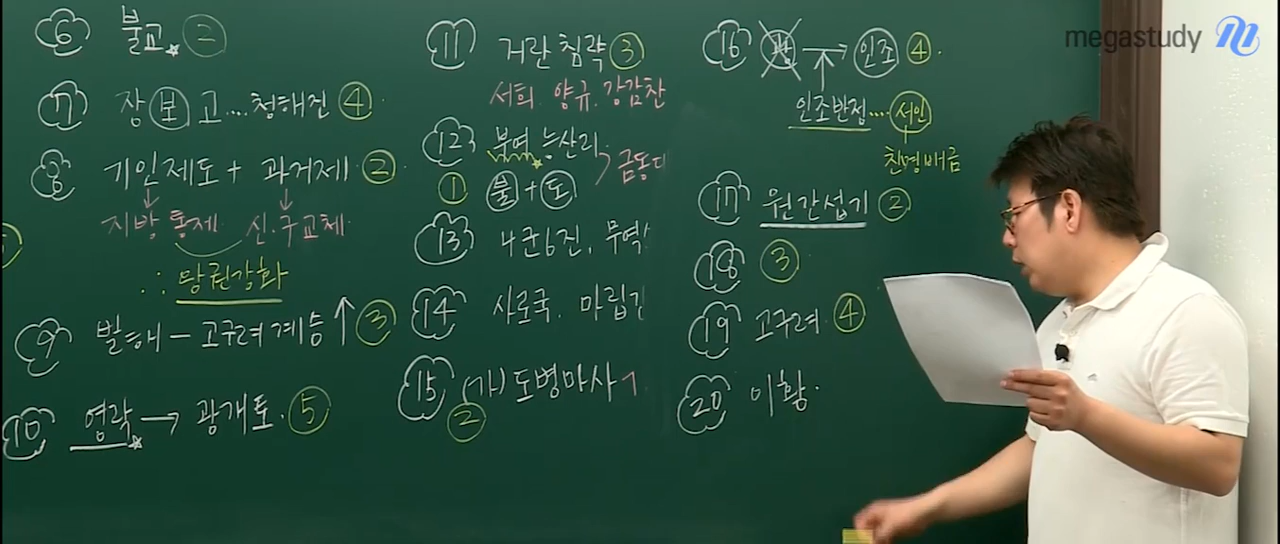 ⑥ 불교 ②
⑦ 장보고....청해진 ④
⑧ 기인제도 + 과거제 ②
지방통제. 신·구교체
∴ 왕권강화
⑨ 발해 – 고구려계승 ↑ ③
⑩ 영락 → 광개토 ⑤
⑪ 거란 침략 ③
서희. 양규. 강감찬
⑫ 부여 능산리 금동대
① 불 + 도
⑬ 4군6진, 무역
⑭ 사로국. 마립간
⑮ (가) 도병마사
②
⑯ → 인조 ④
인조반정....서인
친명배금
⑰ 원간섭기 ②
⑱ ③
⑲ 고구려. ④
⑳ 이황.
megastudy